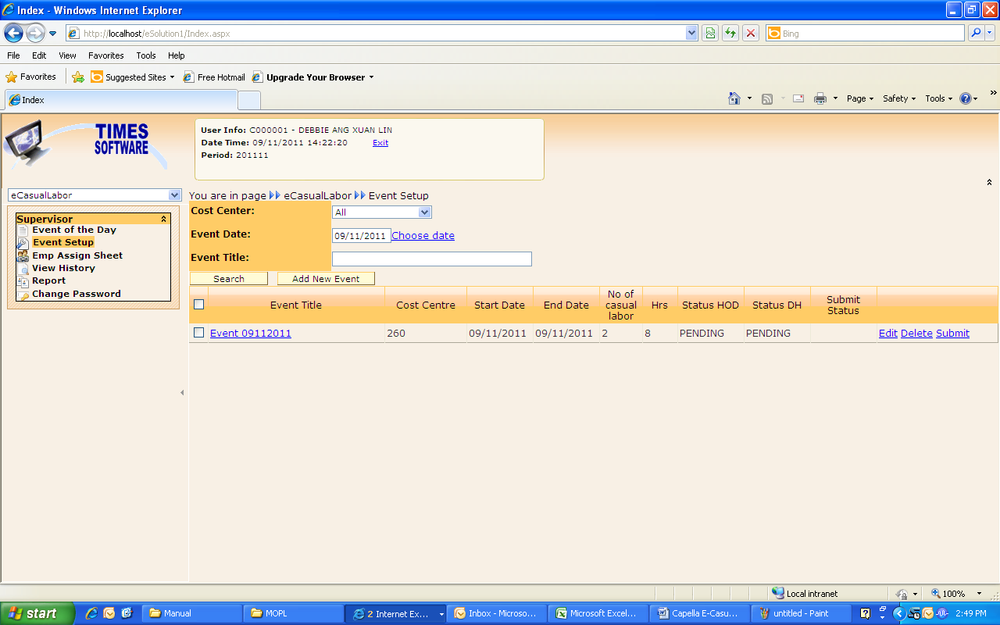 Index - Windows Internet Explorer
http://localhost/eSolution1/Index.aspx
Bing
File Edit View Favorites Tools Help
Favorites Suggested Sites Free Hotmail Upgrade Your Browser
Index
Page Safety Tools
TIMES
SOFTWARE
User Info: C000001 - DEBBIE ANG XUAN LIN
Date Time: 09/11/2011 14:22:20 Exit
Period: 201111
eCasualLabor
Supervisor
Event of the Day
Event Setup
Emp Assign Sheet
View History
Report
Change Password
You are in page eCasualLabor Event Setup
Cost Center: All
Event Date: 09/11/2011 Choose date
Event Title:
Search Add New Event
Event Title Cost Centre Start Date End Date No of casual labor Hrs Status HOD Status DH Submit Status
Event 09112011 260 09/11/2011 09/11/2011 2 8 PENDING PENDING Edit Delete Submit
Local intranet 100%
start Manual MOPL 2 Internet Ex... Inbox - Microso... Microsoft Excel... Capella E-Casu... untitled - Paint 2:49 PM